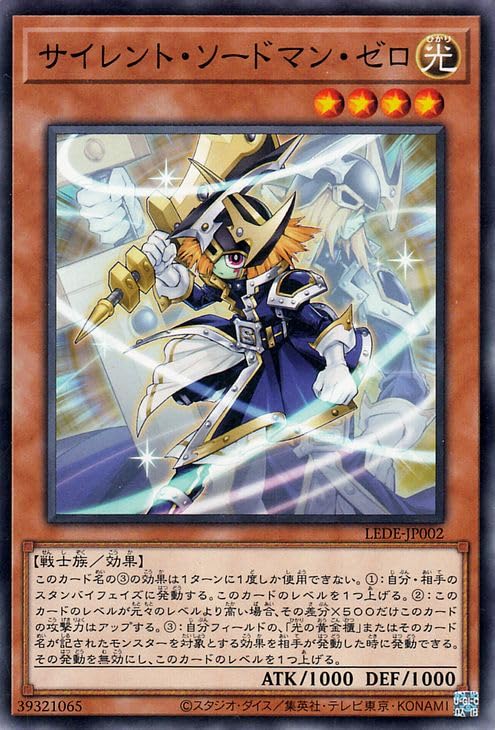 サイレント・ソードマン・ゼロ
光
LEDE-JP002
【戦士族/効果】
このカード名の③の効果は1ターンに1度しか使用できない。①:自分・相手の
スタンバイフェイズに発動する。このカードのレベルを1つ上げる。②:この
カードのレベルが元々のレベルより高い場合、その差分×500だけこのカード
の攻撃力はアップする。③:自分フィールドの、「光の黄金櫃」またはそのカード
名が記されたモンスターを対象とする効果を相手が発動した時に発動できる。
その発動を無効にし、このカードのレベルを1つ上げる。
ATK/1000 DEF/1000
39321065 ©スタジオ・ダイス/集英社・テレビ東京・KONAMI